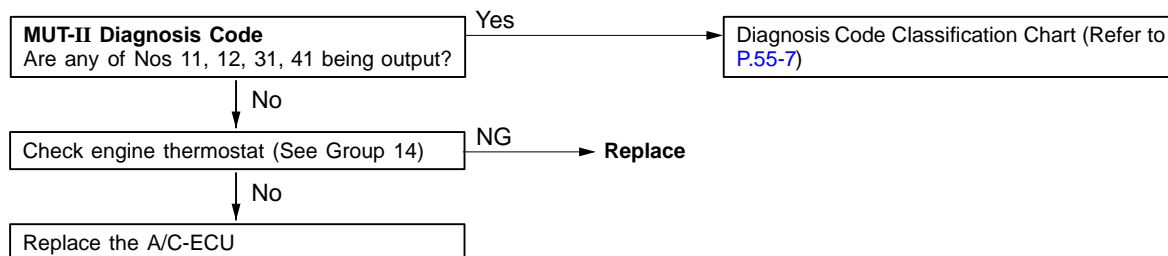 MUT-II Diagnosis Code
Are any of Nos 11, 12, 31, 41 being output?
Yes
Diagnosis Code Classification Chart (Refer to
P.55-7)
No
Check engine thermostat (See Group 14)
NG
Replace
No
Replace the A/C-ECU